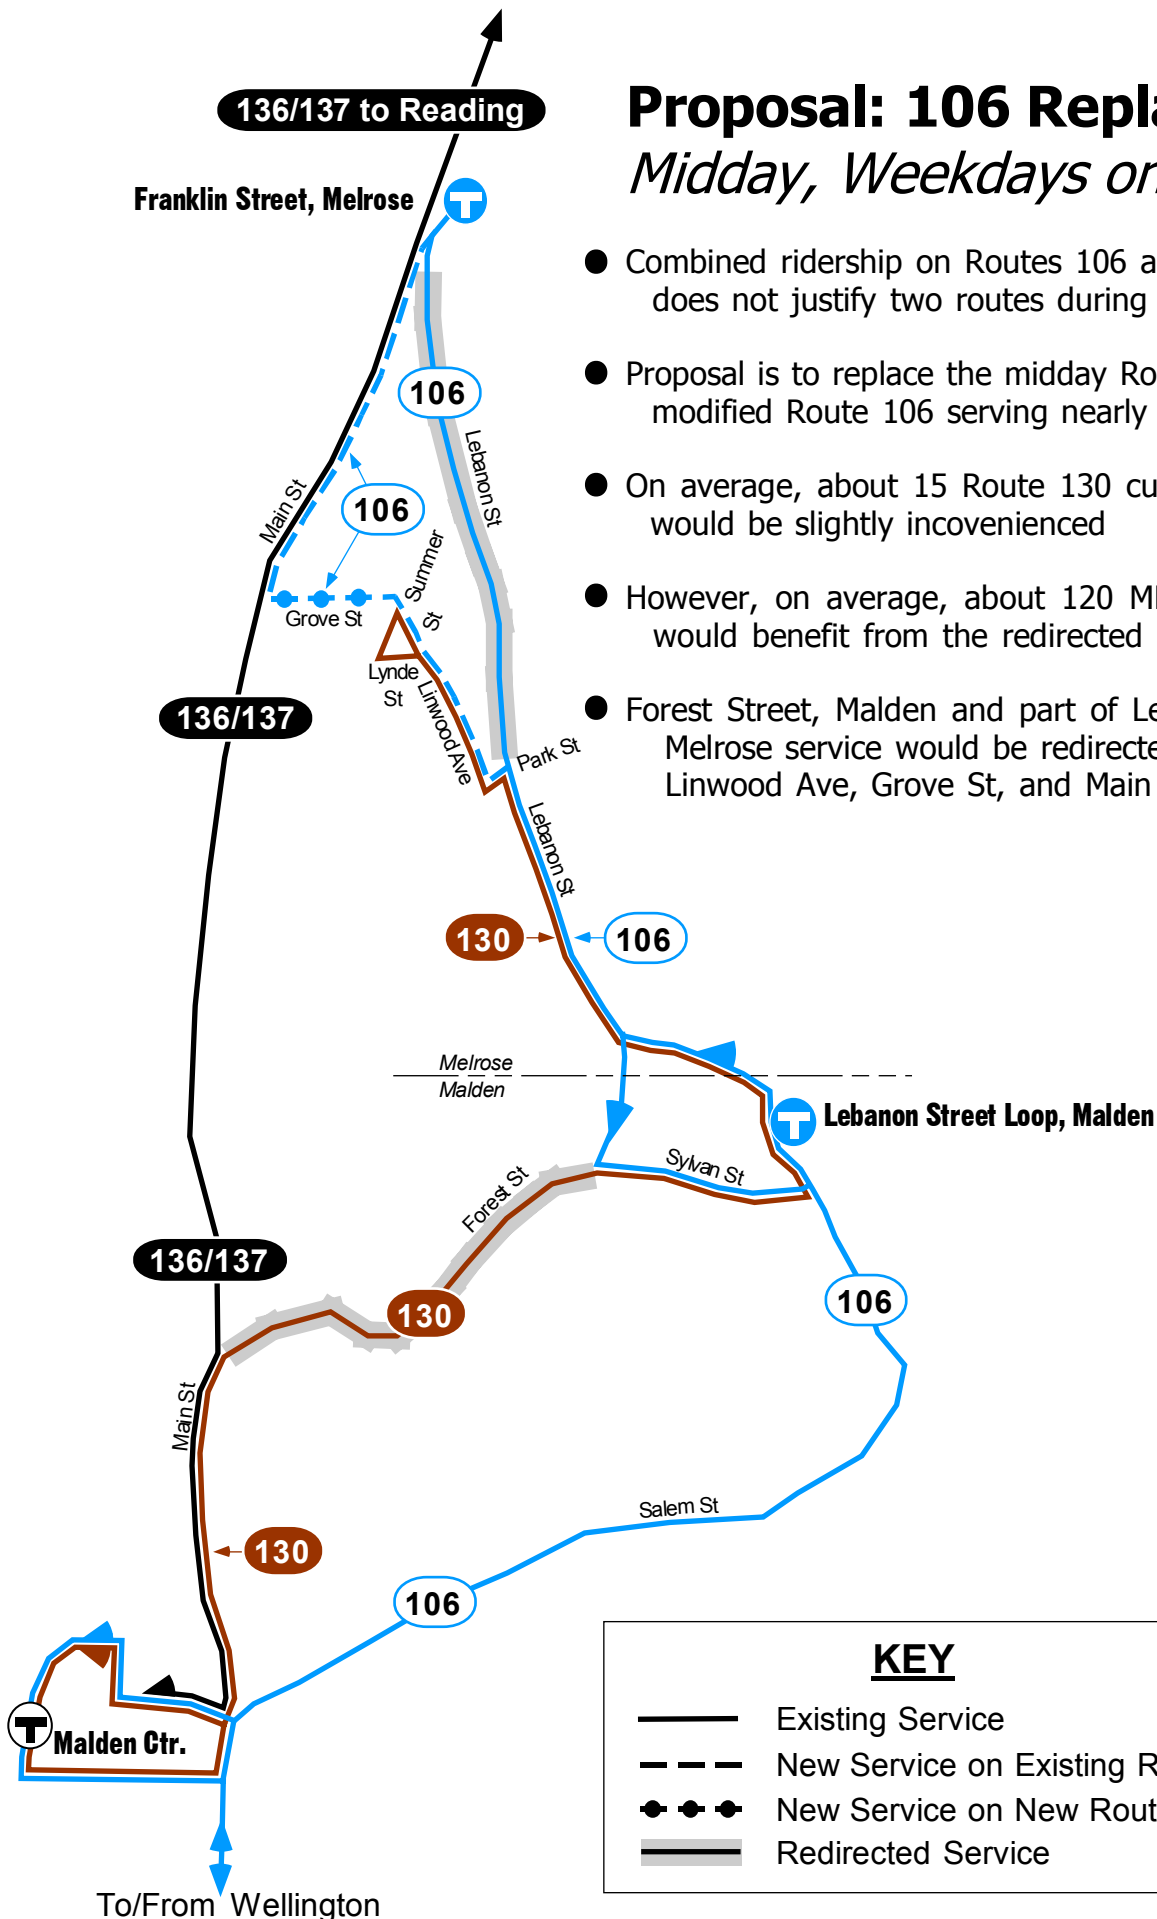 136/137 to Reading
Proposal: 106 Repla
Midday, Weekdays on
Franklin Street, Melrose
T
Combined ridership on Routes 106 a
does not justify two routes during
Proposal is to replace the midday Ro
modified Route 106 serving nearly
On average, about 15 Route 130 cu
would be slightly incovenienced
However, on average, about 120 M
would benefit from the redirected
Forest Street, Malden and part of Le
Melrose service would be redirecte
Linwood Ave, Grove St, and Main
106
Lebanon St
Main St
106
Summer
St
Grove St
Lynde
St
Linwood Ave
136/137
Park St
Lebanon St
130
106
Melrose
Malden
T
Lebanon Street Loop, Malden
Sylvan St
Forest St
136/137
130
106
Main St
Salem St
130
106
T
Malden Ctr.
To/From Wellington
KEY
Existing Service
New Service on Existing R
New Service on New Rout
Redirected Service